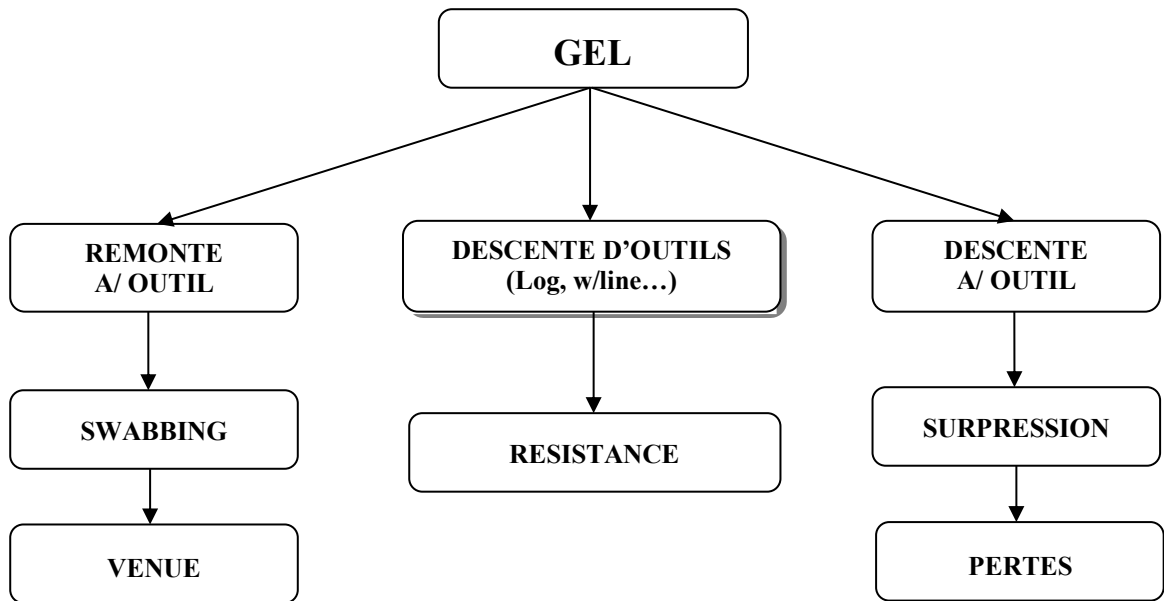 GEL
REMONTE
A/ OUTIL
DESCENTE D’OUTILS
(Log, w/line…)
DESCENTE
A/ OUTIL
SWABBING
RESISTANCE
SURPRESSION
VENUE
PERTES